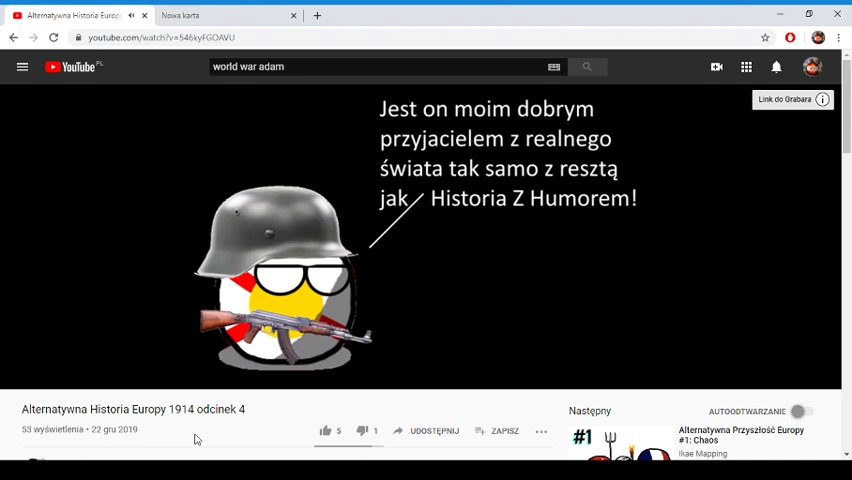 Alternatywna Historia Europy
Nowa karta
youtube.com/watch?v=546kyFGOAVU
YouTube PL
world war adam
Link do Grabara
Jest on moim dobrym
przyjacielem z realnego
świata tak samo z resztą
jak Historia Z Humorem!
Alternatywna Historia Europy 1914 odcinek 4
53 wyświetlenia • 22 gru 2019
5
1
UDOSTĘPNIJ
ZAPISZ
Następny
AUTOODTWARZANIE
#1
Alternatywna Przyszłość Europy
#1: Chaos
Ikae Mapping